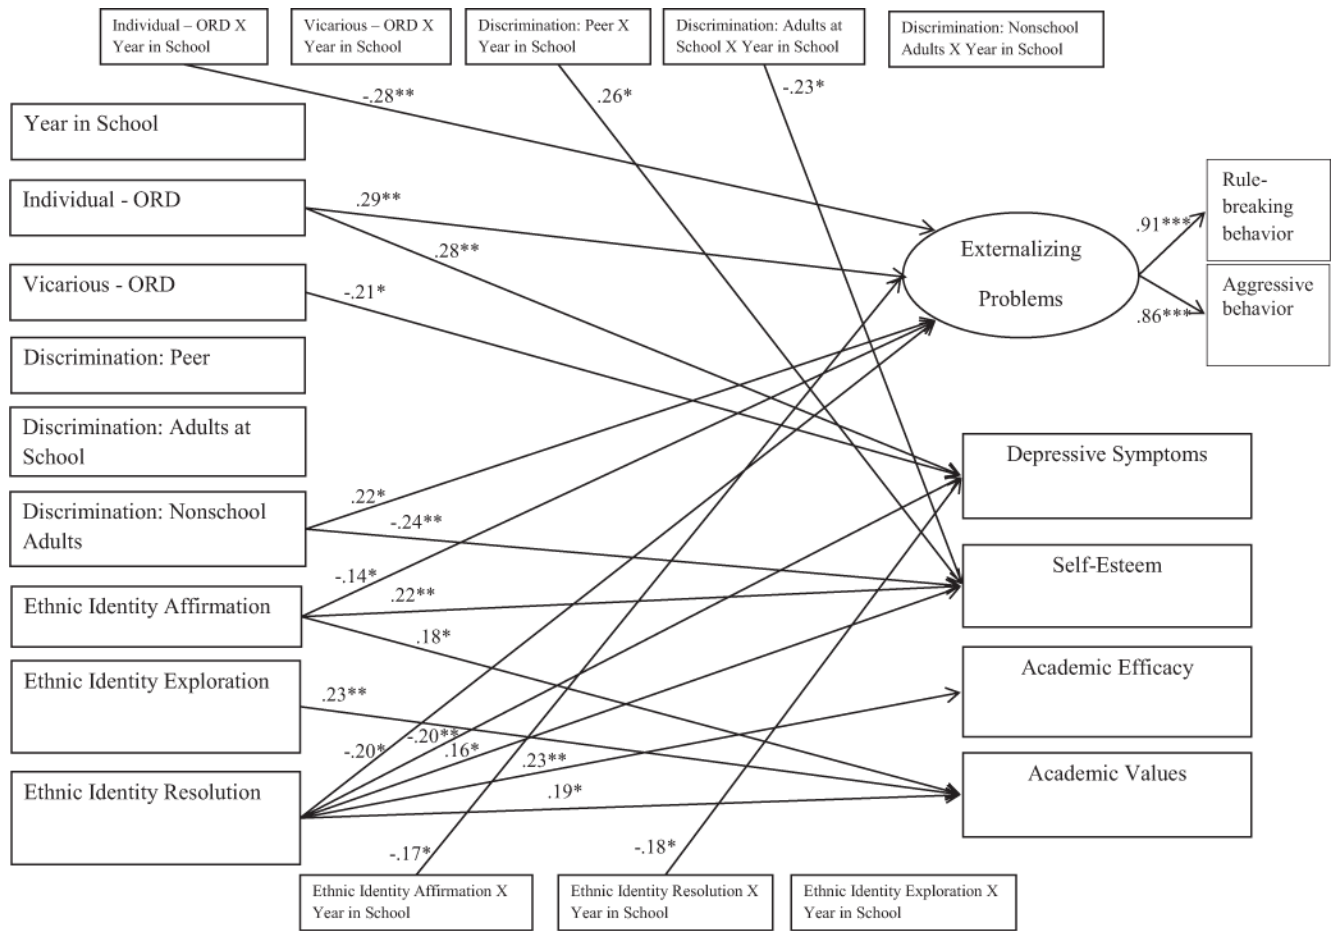 Individual – ORD X
Year in School
Vicarious – ORD X
Year in School
Discrimination: Peer X
Year in School
Discrimination: Adults at
School X Year in School
Discrimination: Nonschool
Adults X Year in School
-.28**
.26*
-.23*
Year in School
Individual - ORD
.29**
.28**
Vicarious - ORD
-.21*
Discrimination: Peer
Discrimination: Adults at
School
Discrimination: Nonschool
Adults
.22*
-.24**
Ethnic Identity Affirmation
-.14*
.22**
.18*
Ethnic Identity Exploration
.23**
Ethnic Identity Resolution
-.20*
-.20**
.16*
.23**
.19*
Externalizing
Problems
.91***
.86***
Rule-
breaking
behavior
Aggressive
behavior
Depressive Symptoms
Self-Esteem
Academic Efficacy
Academic Values
-.17*
-.18*
Ethnic Identity Affirmation X
Year in School
Ethnic Identity Resolution X
Year in School
Ethnic Identity Exploration X
Year in School